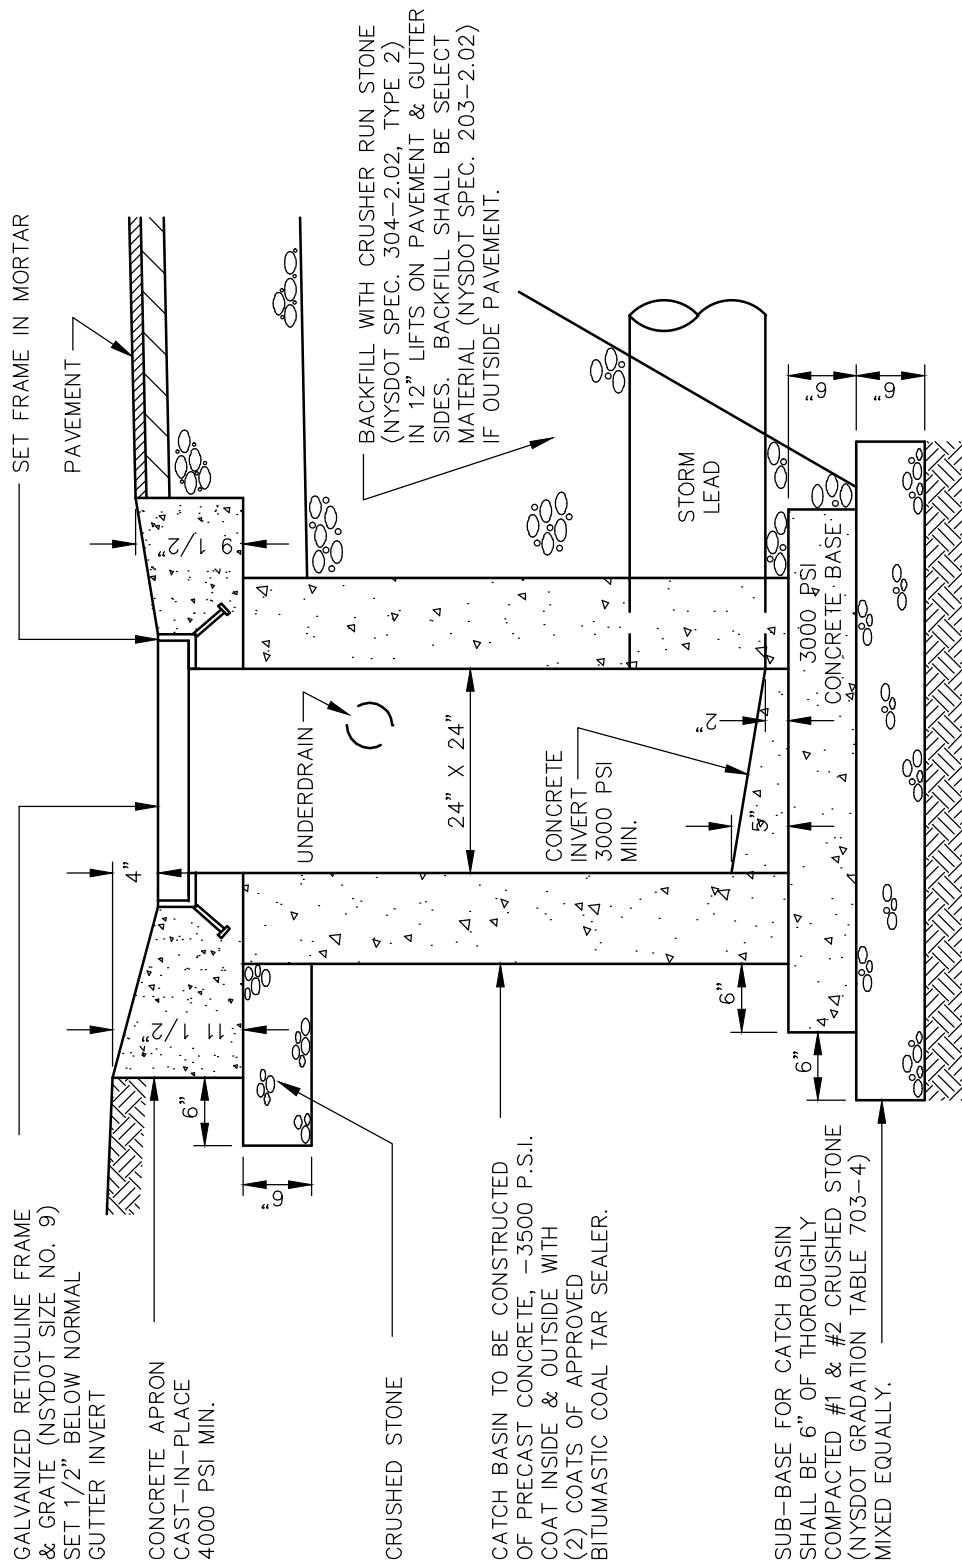 GALVANIZED RETICULINE FRAME
& GRATE (NSYDOT SIZE NO. 9)
SET 1/2" BELOW NORMAL
GUTTER INVERT
CONCRETE APRON
CAST-IN-PLACE
4000 PSI MIN.
CRUSHED STONE
CATCH BASIN TO BE CONSTRUCTED
OF PRECAST CONCRETE, -3500 P.S.I.
COAT INSIDE & OUTSIDE WITH
(2) COATS OF APPROVED
BITUMASTIC COAL TAR SEALER.
SUB-BASE FOR CATCH BASIN
SHALL BE 6" OF THOROUGHLY
COMPACTED #1 & #2 CRUSHED STONE
(NYSDOT GRADATION TABLE 703-4)
MIXED EQUALLY.
6"
6"
11 1/2"
4"
6"
6"
UNDERDRAIN
24" X 24"
CONCRETE
INVERT
3000 PSI
MIN.
5"
2"
9 1/2"
3000 PSI
CONCRETE BASE
STORM
LEAD
6"
6"
SET FRAME IN MORTAR
PAVEMENT
BACKFILL WITH CRUSHER RUN STONE
(NYSDOT SPEC. 304-2.02, TYPE 2)
IN 12" LIFTS ON PAVEMENT & GUTTER
SIDES. BACKFILL SHALL BE SELECT
MATERIAL (NYSDOT SPEC. 203-2.02)
IF OUTSIDE PAVEMENT.